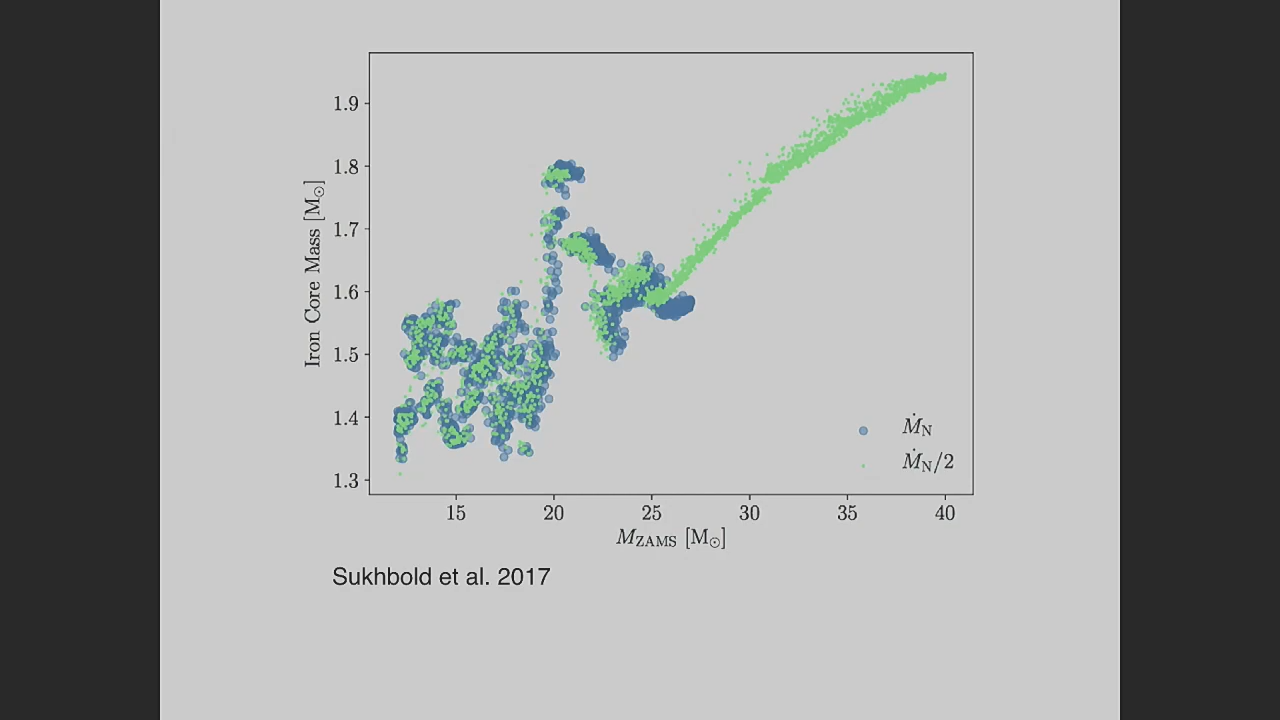 1.9
1.8
1.7
1.6
1.5
1.4
1.3
Iron Core Mass [M☉]
Ṁ_N
Ṁ_N/2
15 20 25 30 35 40
M_ZAMS [M☉]
Sukhbold et al. 2017